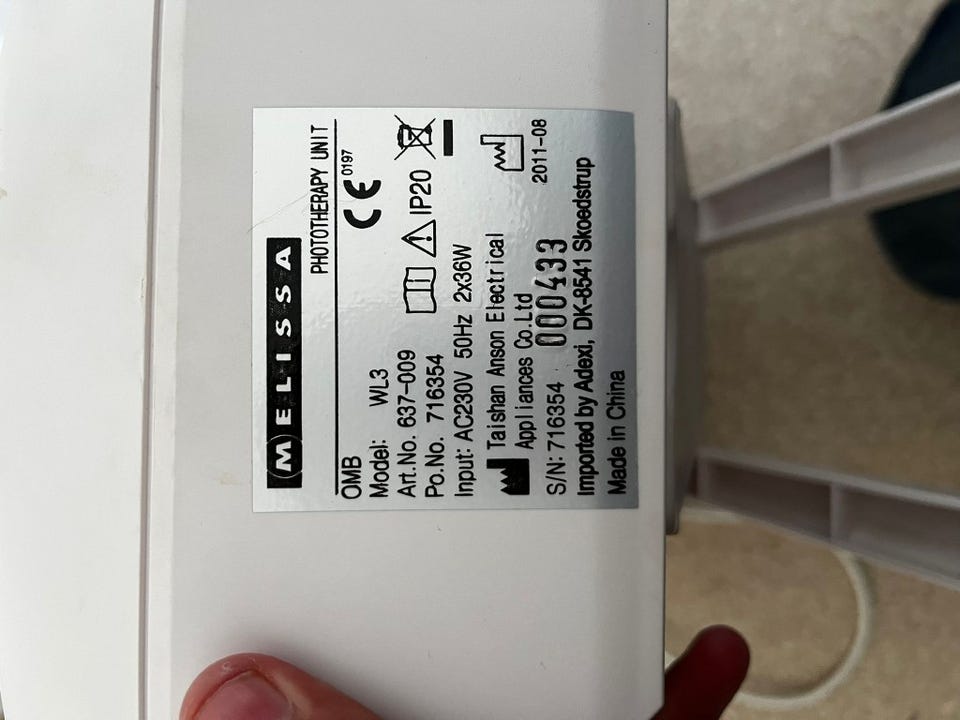 MELISSA
PHOTOTHERAPY UNIT
OMB
CE 0197
Model: WL3
Art.No. 637-009
IP20
Po.No. 716354
Input: AC230V 50Hz 2x36W
Taishan Anson Electrical
Appliances Co.Ltd
2011-08
S/N: 716354 000433
Imported by Adexi, DK-8541 Skoedstrup
Made in China